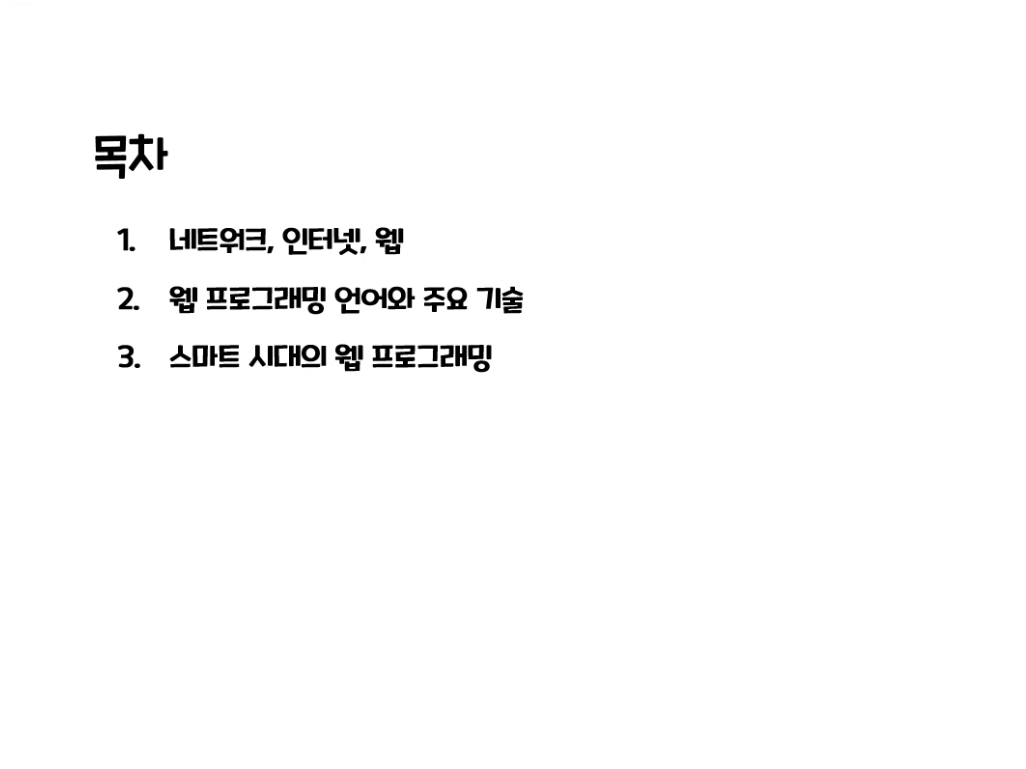 목차
1. 네트워크, 인터넷, 웹
2. 웹 프로그래밍 언어와 주요 기술
3. 스마트 시대의 웹 프로그래밍